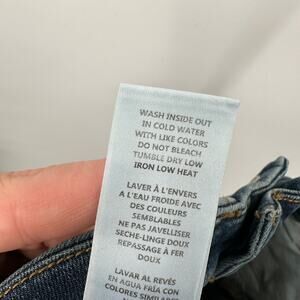 WASH INSIDE OUT
IN COLD WATER
WITH LIKE COLORS
DO NOT BLEACH
TUMBLE DRY LOW
IRON LOW HEAT
LAVER À L'ENVERS
A L'EAU FROIDE AVEC
DES COULEURS
SEMBLABLES
NE PAS JAVELLISER
SECHE-LINGE DOUX
REPASSAGE À FER
DOUX
LAVAR AL REVÉS
EN AGUA FRÍA CON
COLORES SIMILARES